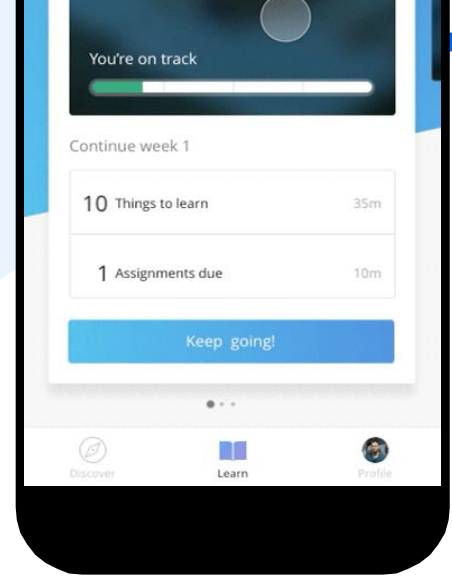 You're on track
Continue week 1
10 Things to learn 35m
1 Assignments due 10m
Keep going!
Discover Learn Profile